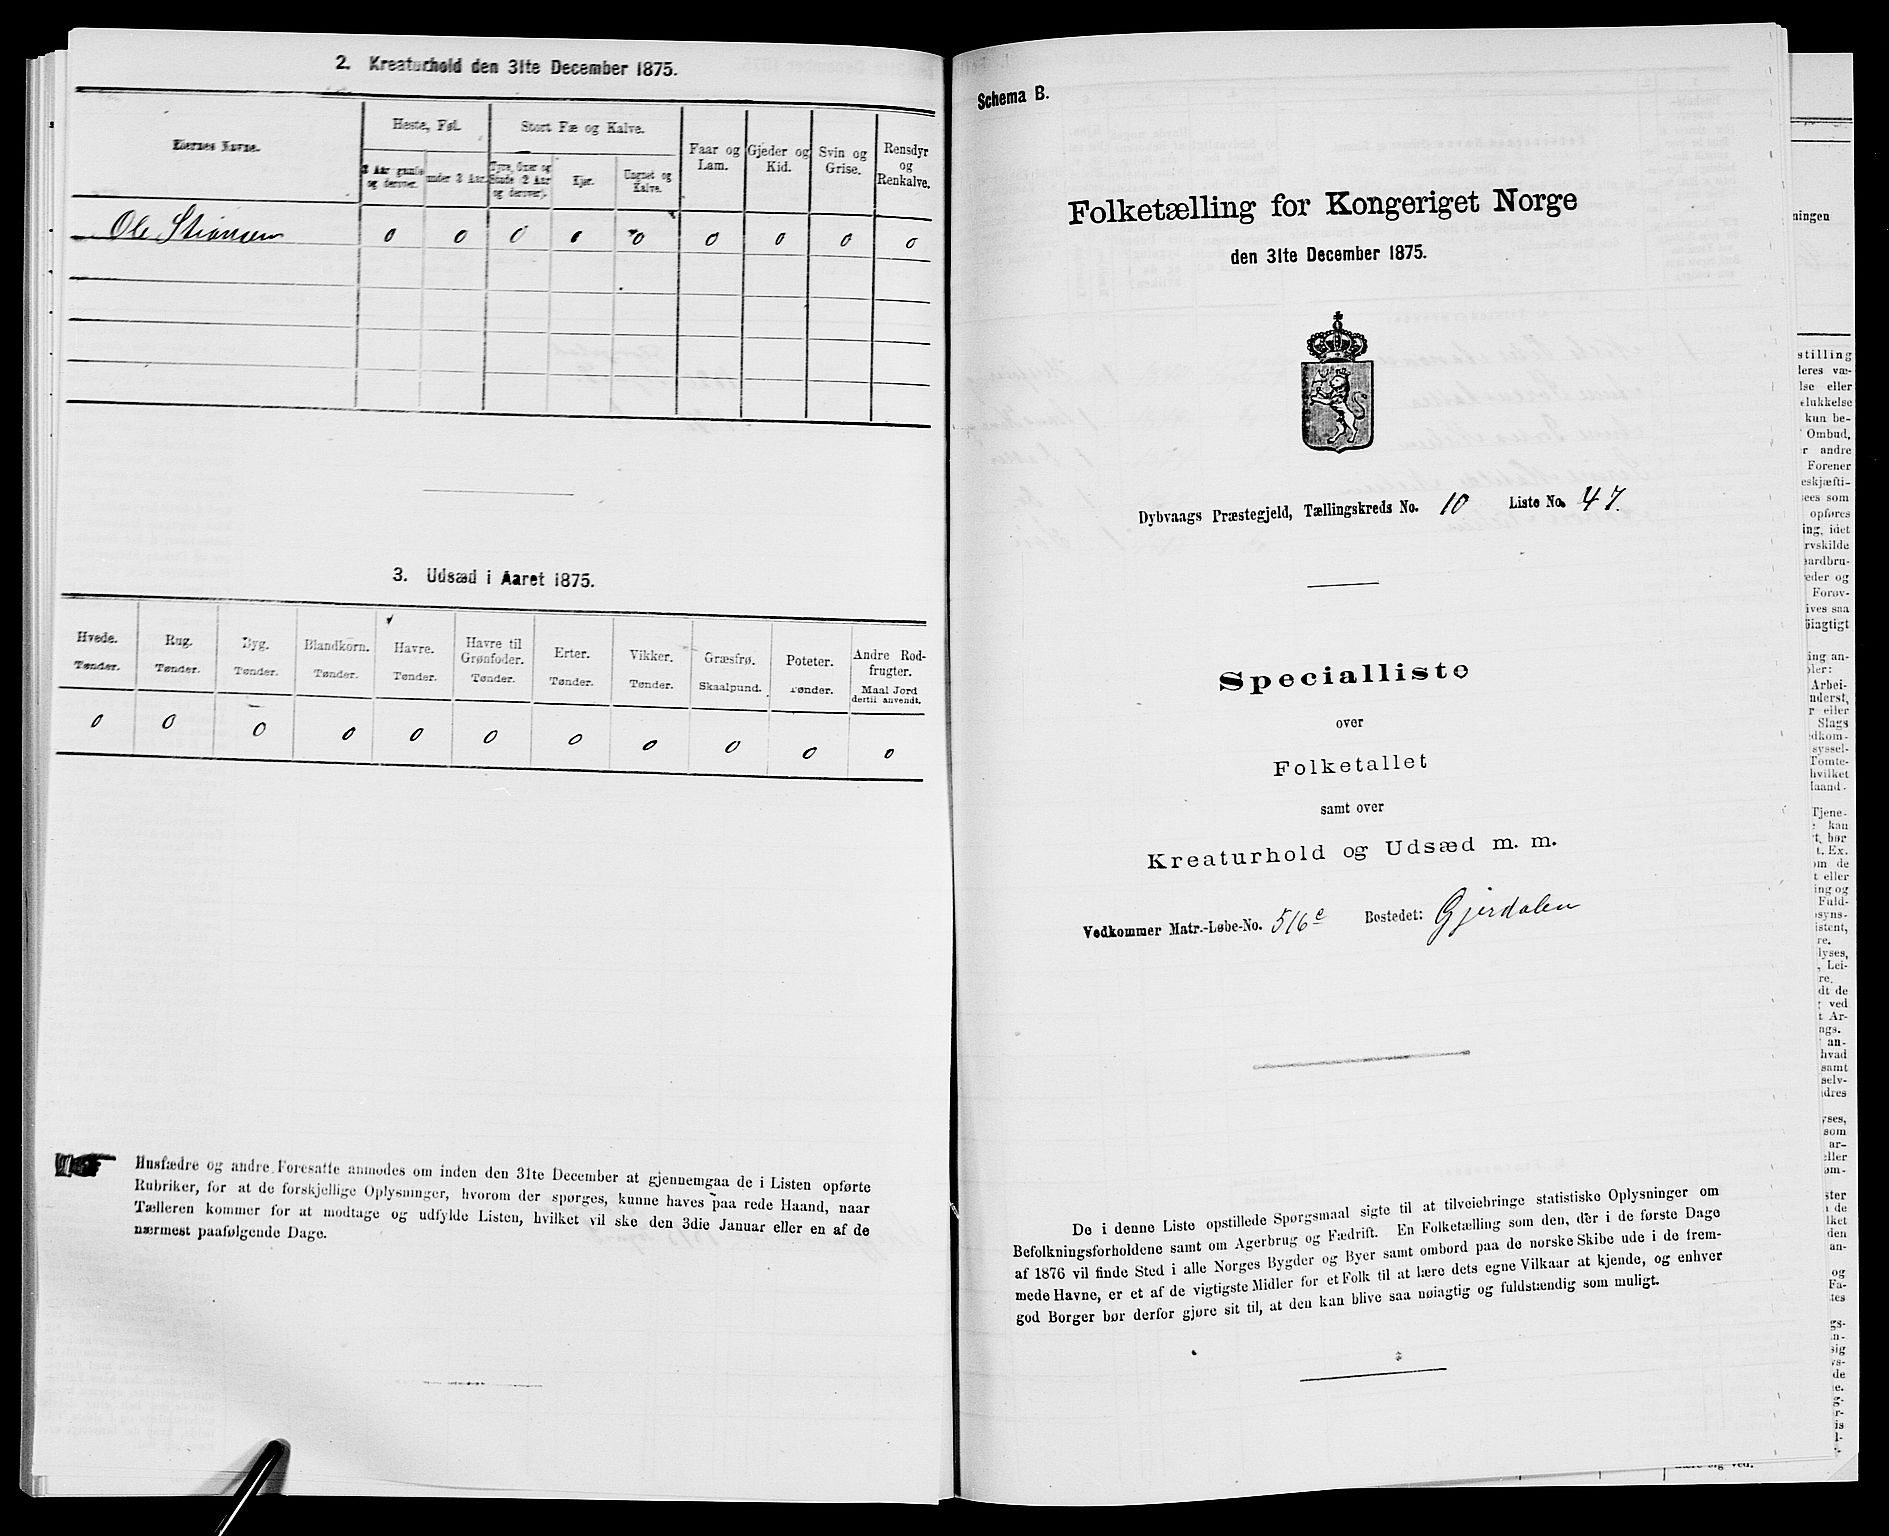 2. Kreaturhold den 31te December 1875.
Eiernes Navne.
Heste, Føl.
Stort Fæ og Kalve.
Faar og Lam.
Gjeder og Kid.
Svin og Grise.
Rensdyr og Renkalve.
3 Aar gamle og derover.
under 3 Aar.
Tyre, Oxer og Stude 2 Aar og derover.
Kjør.
Ungnet og Kalve.
Ole 0 0 0 0 0 0 0 0
3. Udsæd i Aaret 1875.
Hvede. Rug. Byg. Blandkorn. Havre. Havre til Grønfoder. Erter. Vikker. Græsfrø. Poteter. Andre Rodfrugter.
Tønder. Tønder. Tønder. Tønder. Tønder. Tønder. Tønder. Tønder. Skaalpund. Tønder. Maal Jord dertil anvendt.
0 0 0 0 0 0 0 0 0 0 0
Husfædre og andre Foresatte anmodes om inden den 31te December at gjennemgaa de i Listen opførte
Rubriker, for at de forskjellige Oplysninger, hvorom der spørges, kunne haves paa rede Haand, naar
Tælleren kommer for at modtage og udfylde Listen, hvilket vil ske den 3die Januar eller en af de
nærmest paafølgende Dage.
Schema B.
Folketælling for Kongeriget Norge
den 31te December 1875.
Dybvaags Præstegjeld, Tællingskreds No. 10 Liste No. 47.
Specialliste
over
Folketallet
samt over
Kreaturhold og Udsæd m. m.
Vedkommer Matr.-Løbe-No. 516c Bostedet: Gjerdalen
De i denne Liste opstillede Spørgsmaal sigte til at tilveiebringe statistiske Oplysninger om
Befolkningsforholdene samt om Agerbrug og Fædrift. En Folketælling som den, der i de første Dage
af 1876 vil finde Sted i alle Norges Bygder og Byer samt ombord paa de norske Skibe ude i de frem-
mede Havne, er et af de vigtigste Midler for et Folk til at lære dets egne Vilkaar at kjende, og enhver
god Borger bør derfor gjøre sit til, at den kan blive saa nøiagtig og fuldstændig som muligt.